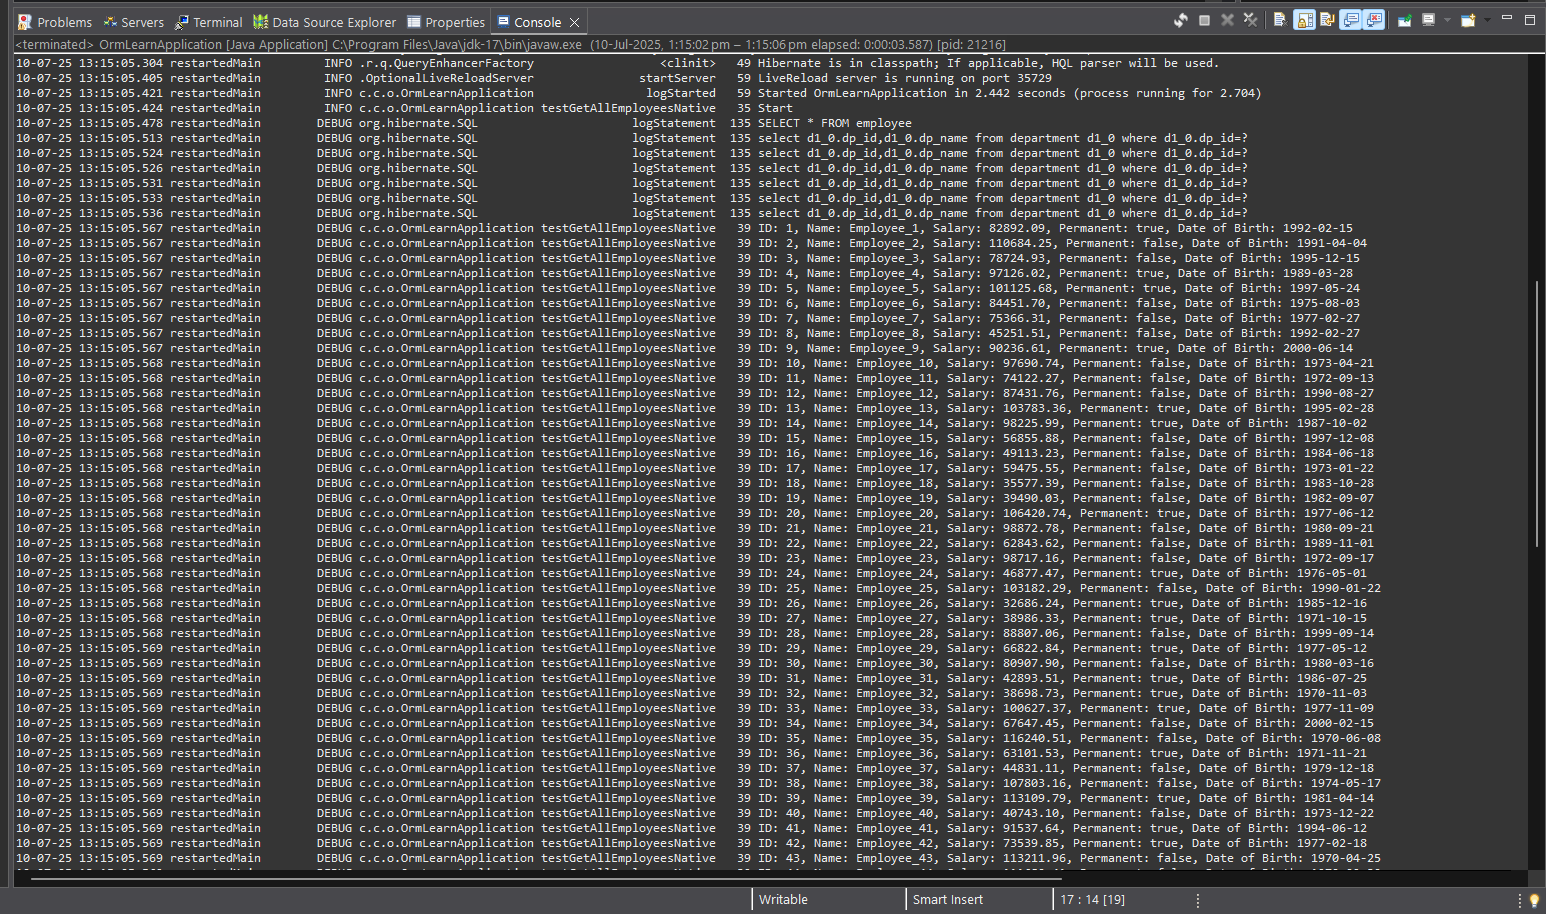 Problems Servers Terminal Data Source Explorer Properties Console
<terminated> OrmLearnApplication [Java Application] C:\Program Files\Java\jdk-17\bin\javaw.exe (10-Jul-2025, 1:15:02 pm – 1:15:06 pm elapsed: 0:00:03.587) [pid: 21216]
10-07-25 13:15:05.304 restartedMain INFO .r.q.QueryEnhancerFactory <clinit> 49 Hibernate is in classpath; If applicable, HQL parser will be used.
10-07-25 13:15:05.405 restartedMain INFO .OptionalLiveReloadServer startServer 59 LiveReload server is running on port 35729
10-07-25 13:15:05.421 restartedMain INFO c.c.o.OrmLearnApplication logStarted 59 Started OrmLearnApplication in 2.442 seconds (process running for 2.704)
10-07-25 13:15:05.424 restartedMain INFO c.c.o.OrmLearnApplication testGetAllEmployeesNative 35 Start
10-07-25 13:15:05.478 restartedMain DEBUG org.hibernate.SQL logStatement 135 SELECT * FROM employee
10-07-25 13:15:05.513 restartedMain DEBUG org.hibernate.SQL logStatement 135 select d1_0.dp_id,d1_0.dp_name from department d1_0 where d1_0.dp_id=?
10-07-25 13:15:05.524 restartedMain DEBUG org.hibernate.SQL logStatement 135 select d1_0.dp_id,d1_0.dp_name from department d1_0 where d1_0.dp_id=?
10-07-25 13:15:05.526 restartedMain DEBUG org.hibernate.SQL logStatement 135 select d1_0.dp_id,d1_0.dp_name from department d1_0 where d1_0.dp_id=?
10-07-25 13:15:05.531 restartedMain DEBUG org.hibernate.SQL logStatement 135 select d1_0.dp_id,d1_0.dp_name from department d1_0 where d1_0.dp_id=?
10-07-25 13:15:05.533 restartedMain DEBUG org.hibernate.SQL logStatement 135 select d1_0.dp_id,d1_0.dp_name from department d1_0 where d1_0.dp_id=?
10-07-25 13:15:05.536 restartedMain DEBUG org.hibernate.SQL logStatement 135 select d1_0.dp_id,d1_0.dp_name from department d1_0 where d1_0.dp_id=?
10-07-25 13:15:05.567 restartedMain DEBUG c.c.o.OrmLearnApplication testGetAllEmployeesNative 39 ID: 1, Name: Employee_1, Salary: 82892.09, Permanent: true, Date of Birth: 1992-02-15
10-07-25 13:15:05.567 restartedMain DEBUG c.c.o.OrmLearnApplication testGetAllEmployeesNative 39 ID: 2, Name: Employee_2, Salary: 110684.25, Permanent: false, Date of Birth: 1991-04-04
10-07-25 13:15:05.567 restartedMain DEBUG c.c.o.OrmLearnApplication testGetAllEmployeesNative 39 ID: 3, Name: Employee_3, Salary: 78724.93, Permanent: false, Date of Birth: 1995-12-15
10-07-25 13:15:05.567 restartedMain DEBUG c.c.o.OrmLearnApplication testGetAllEmployeesNative 39 ID: 4, Name: Employee_4, Salary: 97126.02, Permanent: true, Date of Birth: 1989-03-28
10-07-25 13:15:05.567 restartedMain DEBUG c.c.o.OrmLearnApplication testGetAllEmployeesNative 39 ID: 5, Name: Employee_5, Salary: 101125.68, Permanent: true, Date of Birth: 1997-05-24
10-07-25 13:15:05.567 restartedMain DEBUG c.c.o.OrmLearnApplication testGetAllEmployeesNative 39 ID: 6, Name: Employee_6, Salary: 84451.70, Permanent: false, Date of Birth: 1975-08-03
10-07-25 13:15:05.567 restartedMain DEBUG c.c.o.OrmLearnApplication testGetAllEmployeesNative 39 ID: 7, Name: Employee_7, Salary: 75366.31, Permanent: false, Date of Birth: 1977-02-27
10-07-25 13:15:05.567 restartedMain DEBUG c.c.o.OrmLearnApplication testGetAllEmployeesNative 39 ID: 8, Name: Employee_8, Salary: 45251.51, Permanent: false, Date of Birth: 1992-02-27
10-07-25 13:15:05.567 restartedMain DEBUG c.c.o.OrmLearnApplication testGetAllEmployeesNative 39 ID: 9, Name: Employee_9, Salary: 90236.61, Permanent: true, Date of Birth: 2000-06-14
10-07-25 13:15:05.568 restartedMain DEBUG c.c.o.OrmLearnApplication testGetAllEmployeesNative 39 ID: 10, Name: Employee_10, Salary: 97690.74, Permanent: false, Date of Birth: 1973-04-21
10-07-25 13:15:05.568 restartedMain DEBUG c.c.o.OrmLearnApplication testGetAllEmployeesNative 39 ID: 11, Name: Employee_11, Salary: 74122.27, Permanent: false, Date of Birth: 1972-09-13
10-07-25 13:15:05.568 restartedMain DEBUG c.c.o.OrmLearnApplication testGetAllEmployeesNative 39 ID: 12, Name: Employee_12, Salary: 87431.76, Permanent: false, Date of Birth: 1990-08-27
10-07-25 13:15:05.568 restartedMain DEBUG c.c.o.OrmLearnApplication testGetAllEmployeesNative 39 ID: 13, Name: Employee_13, Salary: 103783.36, Permanent: true, Date of Birth: 1995-02-28
10-07-25 13:15:05.568 restartedMain DEBUG c.c.o.OrmLearnApplication testGetAllEmployeesNative 39 ID: 14, Name: Employee_14, Salary: 98225.99, Permanent: true, Date of Birth: 1987-10-02
10-07-25 13:15:05.568 restartedMain DEBUG c.c.o.OrmLearnApplication testGetAllEmployeesNative 39 ID: 15, Name: Employee_15, Salary: 56855.88, Permanent: false, Date of Birth: 1997-12-08
10-07-25 13:15:05.568 restartedMain DEBUG c.c.o.OrmLearnApplication testGetAllEmployeesNative 39 ID: 16, Name: Employee_16, Salary: 49113.23, Permanent: false, Date of Birth: 1984-06-18
10-07-25 13:15:05.568 restartedMain DEBUG c.c.o.OrmLearnApplication testGetAllEmployeesNative 39 ID: 17, Name: Employee_17, Salary: 59475.55, Permanent: false, Date of Birth: 1973-01-22
10-07-25 13:15:05.568 restartedMain DEBUG c.c.o.OrmLearnApplication testGetAllEmployeesNative 39 ID: 18, Name: Employee_18, Salary: 35577.39, Permanent: false, Date of Birth: 1983-10-28
10-07-25 13:15:05.568 restartedMain DEBUG c.c.o.OrmLearnApplication testGetAllEmployeesNative 39 ID: 19, Name: Employee_19, Salary: 39490.03, Permanent: false, Date of Birth: 1982-09-07
10-07-25 13:15:05.568 restartedMain DEBUG c.c.o.OrmLearnApplication testGetAllEmployeesNative 39 ID: 20, Name: Employee_20, Salary: 106420.74, Permanent: true, Date of Birth: 1977-06-12
10-07-25 13:15:05.568 restartedMain DEBUG c.c.o.OrmLearnApplication testGetAllEmployeesNative 39 ID: 21, Name: Employee_21, Salary: 98872.78, Permanent: false, Date of Birth: 1980-09-21
10-07-25 13:15:05.568 restartedMain DEBUG c.c.o.OrmLearnApplication testGetAllEmployeesNative 39 ID: 22, Name: Employee_22, Salary: 62843.62, Permanent: false, Date of Birth: 1989-11-01
10-07-25 13:15:05.568 restartedMain DEBUG c.c.o.OrmLearnApplication testGetAllEmployeesNative 39 ID: 23, Name: Employee_23, Salary: 98717.16, Permanent: false, Date of Birth: 1972-09-17
10-07-25 13:15:05.568 restartedMain DEBUG c.c.o.OrmLearnApplication testGetAllEmployeesNative 39 ID: 24, Name: Employee_24, Salary: 46877.47, Permanent: true, Date of Birth: 1976-05-01
10-07-25 13:15:05.568 restartedMain DEBUG c.c.o.OrmLearnApplication testGetAllEmployeesNative 39 ID: 25, Name: Employee_25, Salary: 103182.29, Permanent: false, Date of Birth: 1990-01-22
10-07-25 13:15:05.568 restartedMain DEBUG c.c.o.OrmLearnApplication testGetAllEmployeesNative 39 ID: 26, Name: Employee_26, Salary: 32686.24, Permanent: true, Date of Birth: 1985-12-16
10-07-25 13:15:05.568 restartedMain DEBUG c.c.o.OrmLearnApplication testGetAllEmployeesNative 39 ID: 27, Name: Employee_27, Salary: 38986.33, Permanent: true, Date of Birth: 1971-10-15
10-07-25 13:15:05.568 restartedMain DEBUG c.c.o.OrmLearnApplication testGetAllEmployeesNative 39 ID: 28, Name: Employee_28, Salary: 88807.06, Permanent: false, Date of Birth: 1999-09-14
10-07-25 13:15:05.569 restartedMain DEBUG c.c.o.OrmLearnApplication testGetAllEmployeesNative 39 ID: 29, Name: Employee_29, Salary: 66822.84, Permanent: true, Date of Birth: 1977-05-12
10-07-25 13:15:05.569 restartedMain DEBUG c.c.o.OrmLearnApplication testGetAllEmployeesNative 39 ID: 30, Name: Employee_30, Salary: 80907.90, Permanent: false, Date of Birth: 1980-03-16
10-07-25 13:15:05.569 restartedMain DEBUG c.c.o.OrmLearnApplication testGetAllEmployeesNative 39 ID: 31, Name: Employee_31, Salary: 42893.51, Permanent: true, Date of Birth: 1986-07-25
10-07-25 13:15:05.569 restartedMain DEBUG c.c.o.OrmLearnApplication testGetAllEmployeesNative 39 ID: 32, Name: Employee_32, Salary: 38698.73, Permanent: true, Date of Birth: 1970-11-03
10-07-25 13:15:05.569 restartedMain DEBUG c.c.o.OrmLearnApplication testGetAllEmployeesNative 39 ID: 33, Name: Employee_33, Salary: 100627.37, Permanent: true, Date of Birth: 1977-11-09
10-07-25 13:15:05.569 restartedMain DEBUG c.c.o.OrmLearnApplication testGetAllEmployeesNative 39 ID: 34, Name: Employee_34, Salary: 67647.45, Permanent: false, Date of Birth: 2000-02-15
10-07-25 13:15:05.569 restartedMain DEBUG c.c.o.OrmLearnApplication testGetAllEmployeesNative 39 ID: 35, Name: Employee_35, Salary: 116240.51, Permanent: false, Date of Birth: 1970-06-08
10-07-25 13:15:05.569 restartedMain DEBUG c.c.o.OrmLearnApplication testGetAllEmployeesNative 39 ID: 36, Name: Employee_36, Salary: 63101.53, Permanent: true, Date of Birth: 1971-11-21
10-07-25 13:15:05.569 restartedMain DEBUG c.c.o.OrmLearnApplication testGetAllEmployeesNative 39 ID: 37, Name: Employee_37, Salary: 44831.11, Permanent: false, Date of Birth: 1979-12-18
10-07-25 13:15:05.569 restartedMain DEBUG c.c.o.OrmLearnApplication testGetAllEmployeesNative 39 ID: 38, Name: Employee_38, Salary: 107803.16, Permanent: false, Date of Birth: 1974-05-17
10-07-25 13:15:05.569 restartedMain DEBUG c.c.o.OrmLearnApplication testGetAllEmployeesNative 39 ID: 39, Name: Employee_39, Salary: 113109.79, Permanent: true, Date of Birth: 1981-04-14
10-07-25 13:15:05.569 restartedMain DEBUG c.c.o.OrmLearnApplication testGetAllEmployeesNative 39 ID: 40, Name: Employee_40, Salary: 40743.10, Permanent: false, Date of Birth: 1973-12-22
10-07-25 13:15:05.569 restartedMain DEBUG c.c.o.OrmLearnApplication testGetAllEmployeesNative 39 ID: 41, Name: Employee_41, Salary: 91537.64, Permanent: true, Date of Birth: 1994-06-12
10-07-25 13:15:05.569 restartedMain DEBUG c.c.o.OrmLearnApplication testGetAllEmployeesNative 39 ID: 42, Name: Employee_42, Salary: 73539.85, Permanent: true, Date of Birth: 1977-02-18
10-07-25 13:15:05.569 restartedMain DEBUG c.c.o.OrmLearnApplication testGetAllEmployeesNative 39 ID: 43, Name: Employee_43, Salary: 113211.96, Permanent: false, Date of Birth: 1970-04-25
Writable Smart Insert 17 : 14 [19]